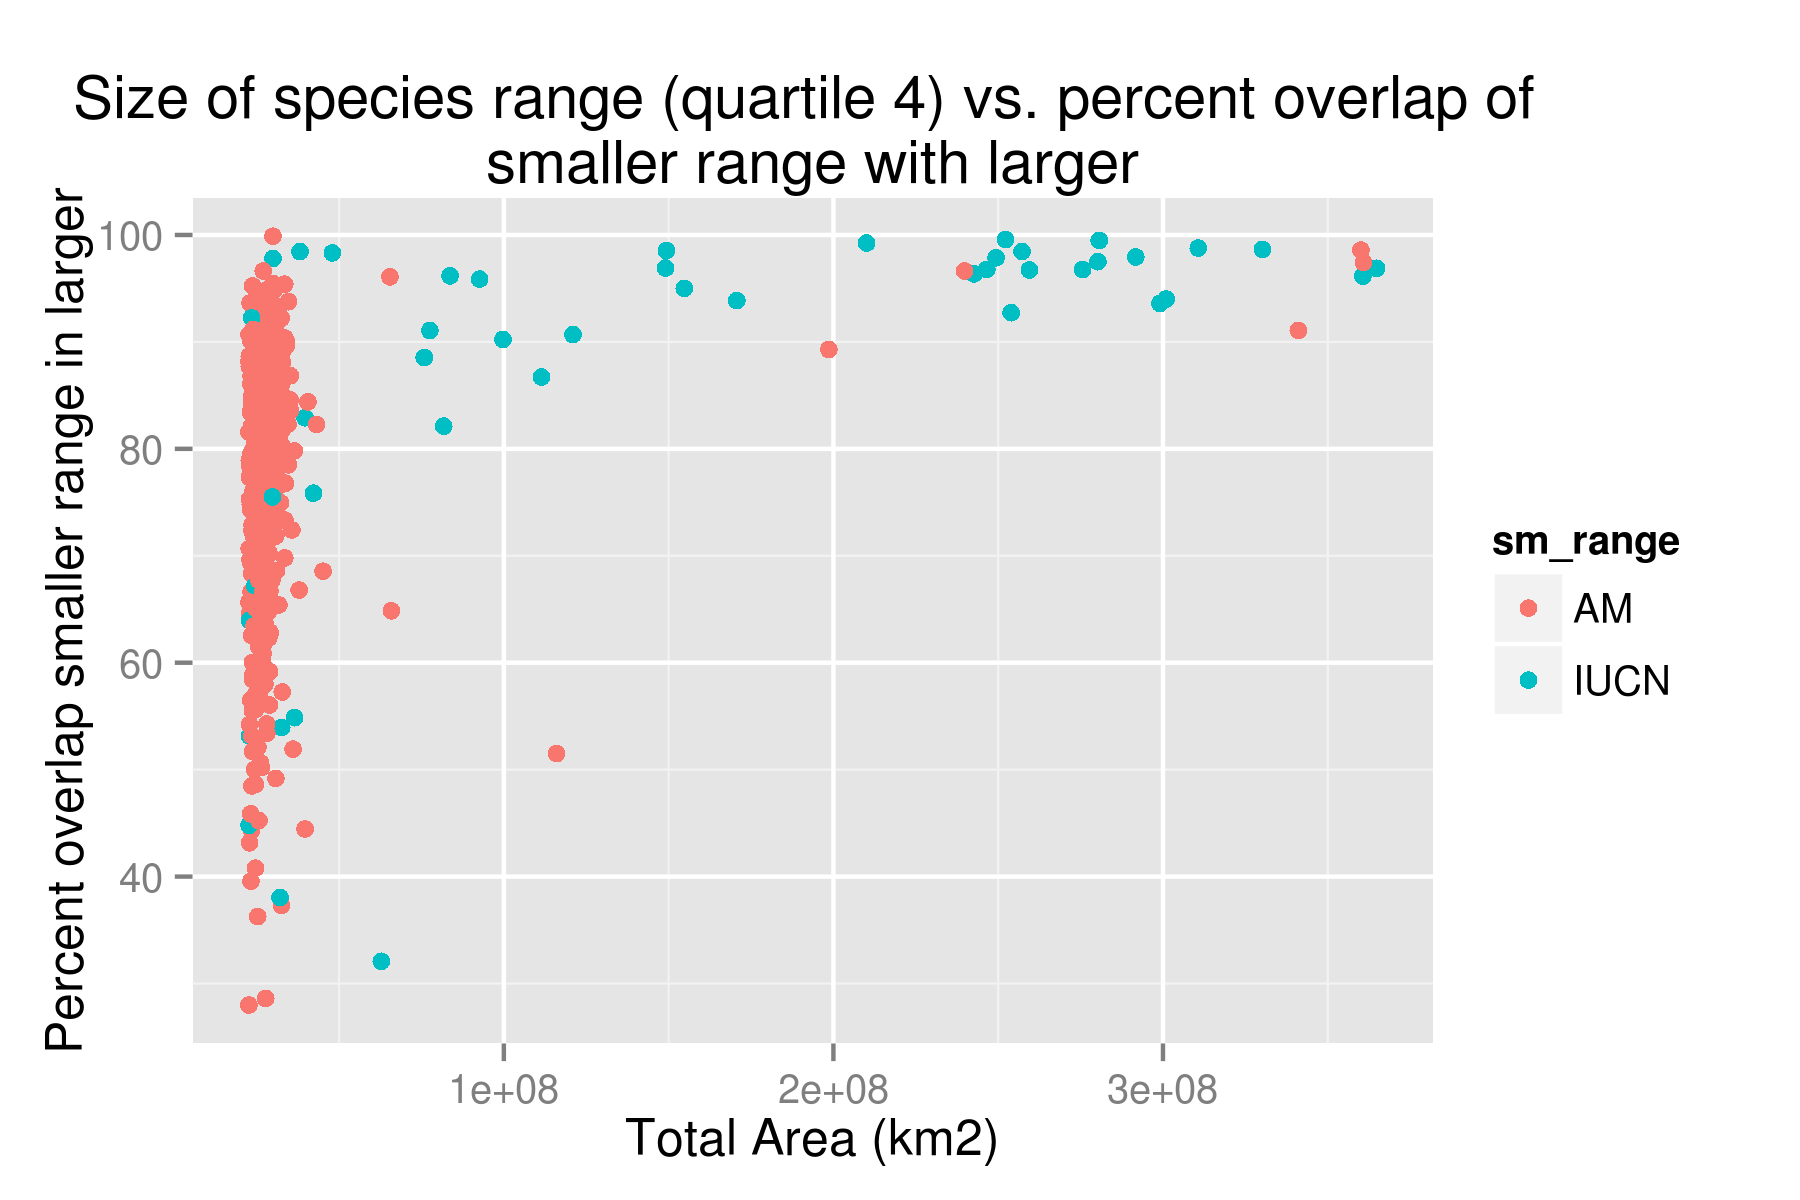 Size of species range (quartile 4) vs. percent overlap of
smaller range with larger
Percent overlap smaller range in larger
100
80
60
40
1e+08
2e+08
3e+08
Total Area (km2)
sm_range
AM
IUCN